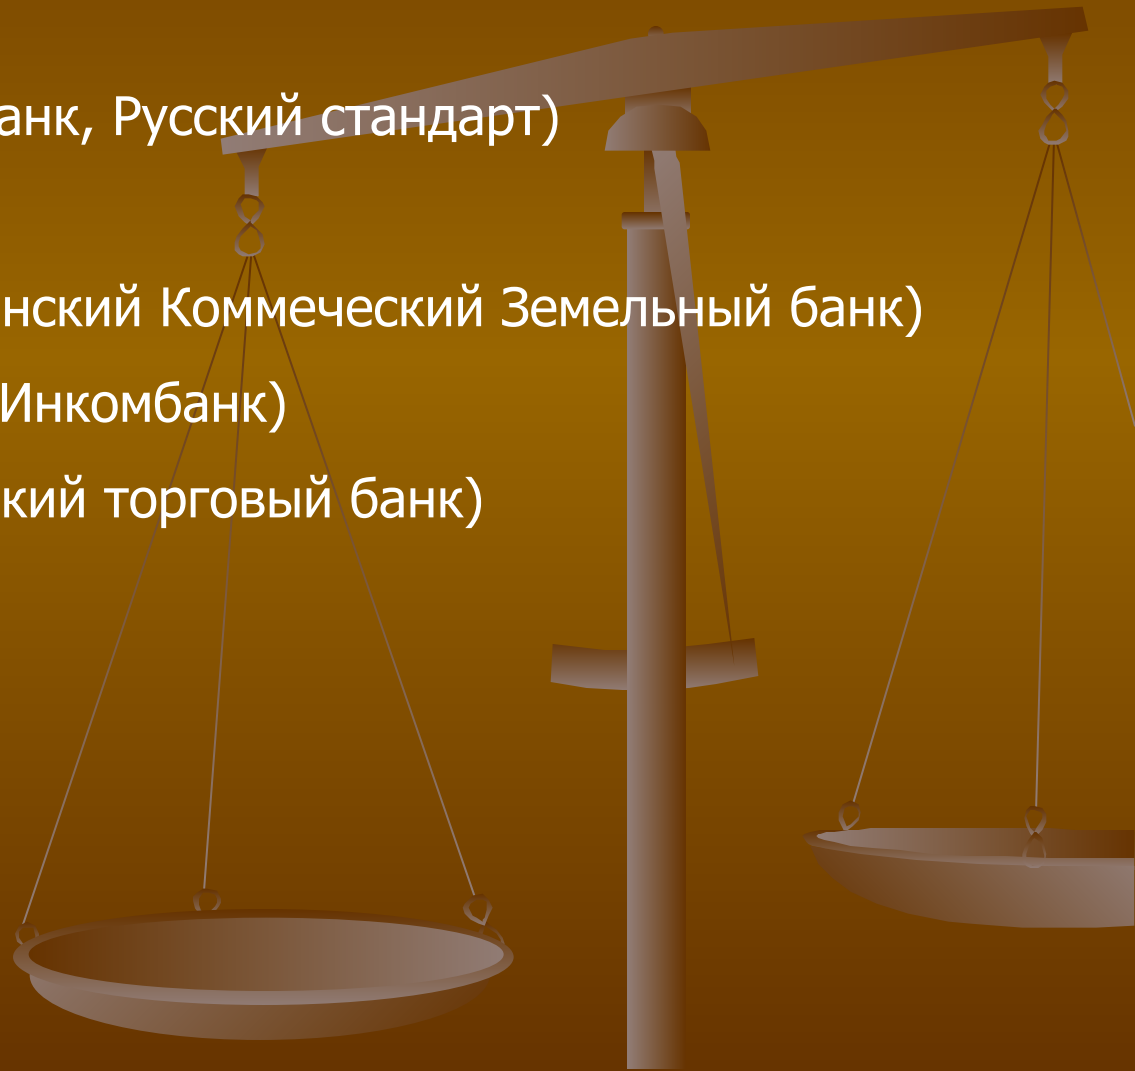 анк, Русский стандарт)
нский Коммеческий Земельный банк)
Инкомбанк)
кий торговый банк)